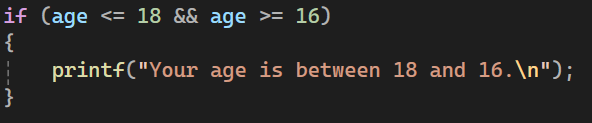 if (age <= 18 && age >= 16)
{
    printf("Your age is between 18 and 16.\n");
}